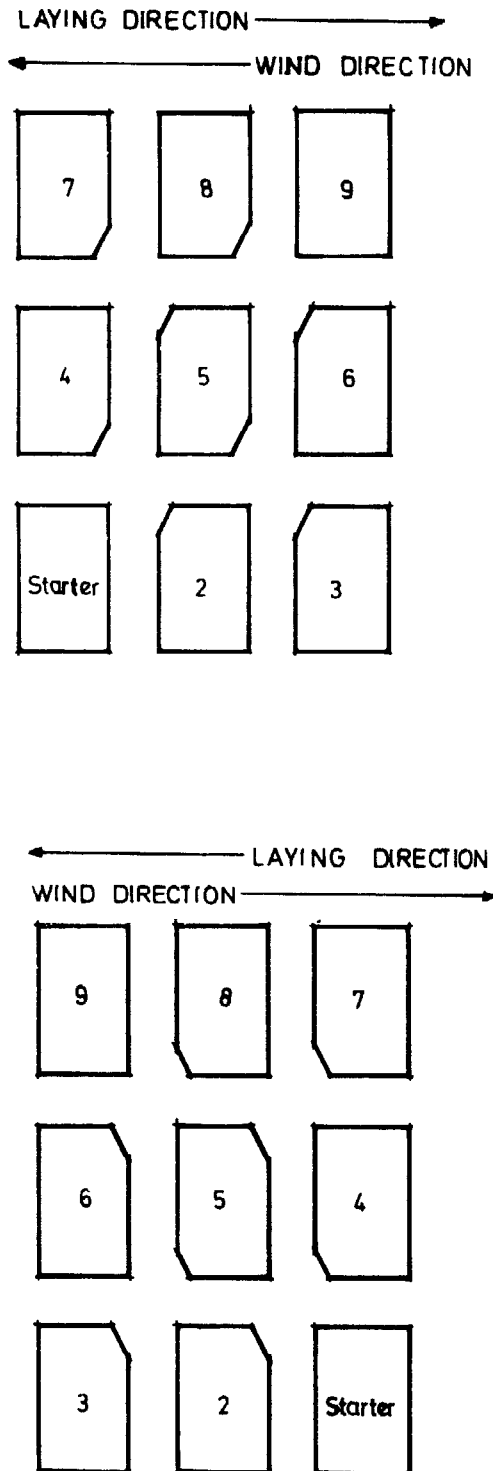 LAYING DIRECTION
WIND DIRECTION
7 8 9
4 5 6
Starter 2 3
LAYING DIRECTION
WIND DIRECTION
9 8 7
6 5 4
3 2 Starter